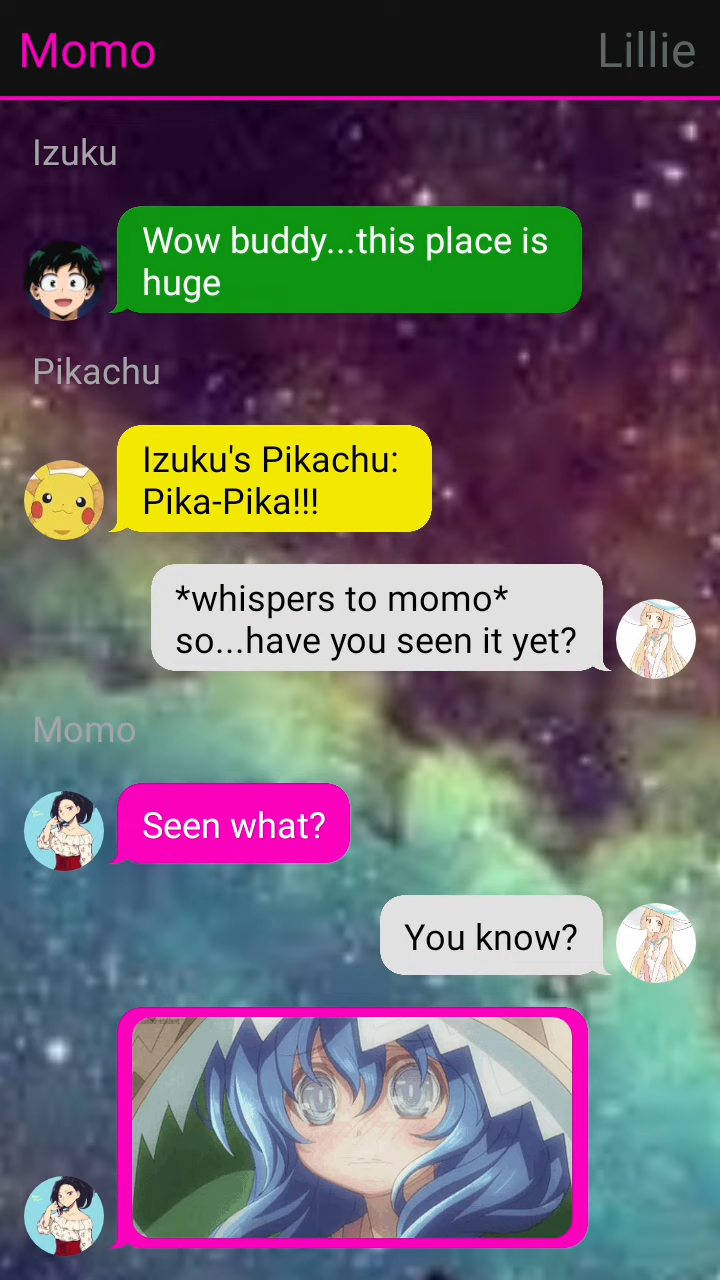 Momo
Lillie
Izuku
Wow buddy...this place is
huge
Pikachu
Izuku's Pikachu:
Pika-Pika!!!
*whispers to momo*
so...have you seen it yet?
Momo
Seen what?
You know?